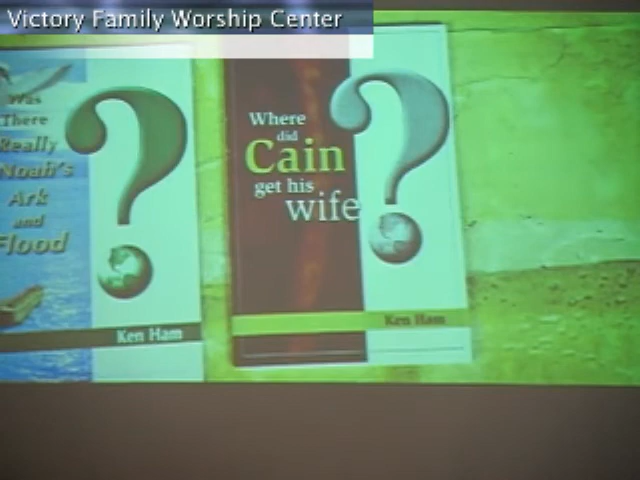 Victory Family Worship Center
Was
There
Really
Noah's
Ark
and
Flood
Ken Ham
Where
did
Cain
get his
wife
Ken Ham